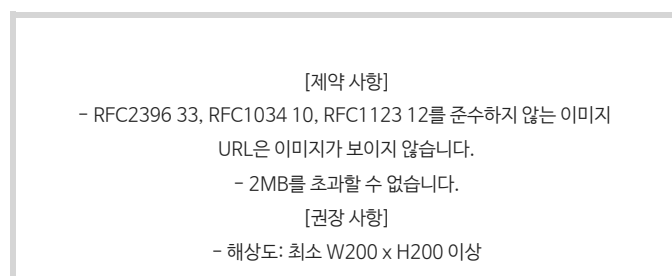 [제약 사항]
- RFC2396 33, RFC1034 10, RFC1123 12를 준수하지 않는 이미지
URL은 이미지가 보이지 않습니다.
- 2MB를 초과할 수 없습니다.
[권장 사항]
- 해상도: 최소 W200 x H200 이상